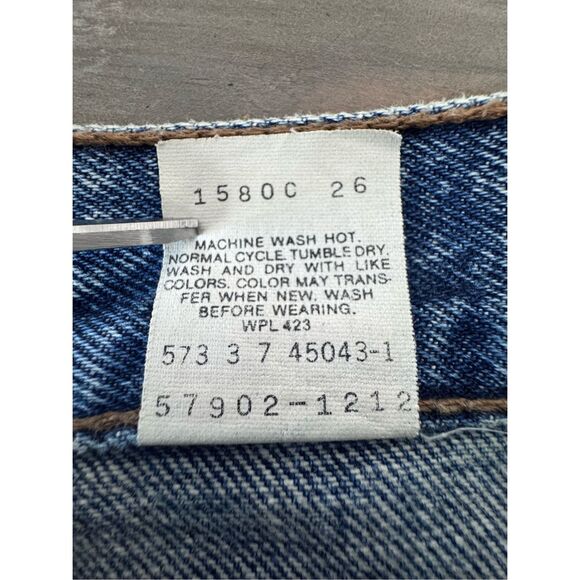 1580C 26
MACHINE WASH HOT.
NORMAL CYCLE. TUMBLE DRY.
WASH AND DRY WITH LIKE
COLORS. COLOR MAY TRANS-
FER WHEN NEW. WASH
BEFORE WEARING.
WPL 423
573 3 7 45043-1
57902-1212